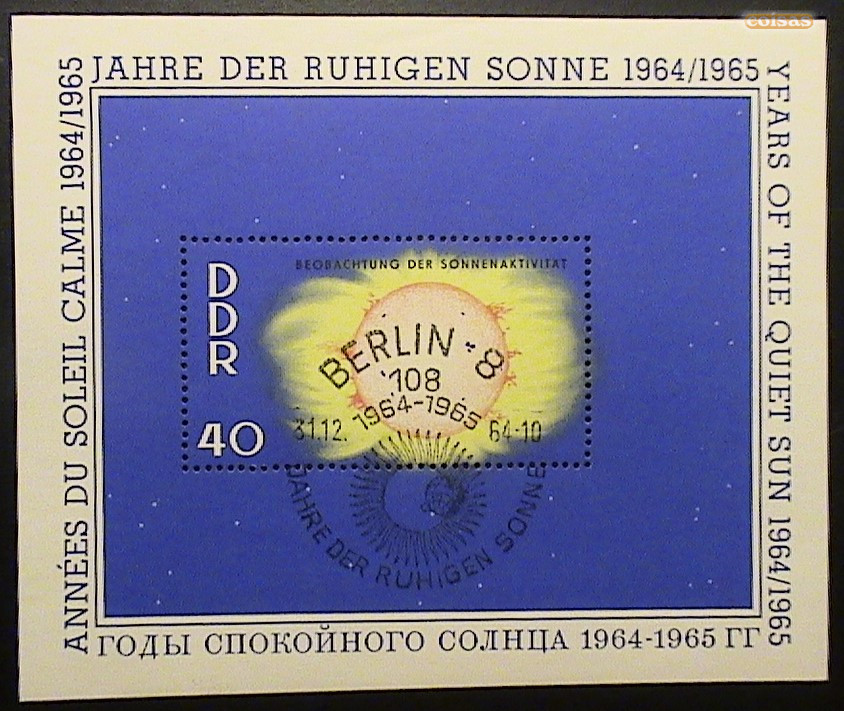 coisas
JAHRE DER RUHIGEN SONNE 1964/1965
ANNÉES DU SOLEIL CALME 1964/1965
YEARS OF THE QUIET SUN 1964/1965
BEOBACHTUNG DER SONNENAKTIVITÄT
DDR
40
BERLIN 8
108
1964-1965
31.12. 64-10
JAHRE DER RUHIGEN SONNE
ГОДЫ СПОКОЙНОГО СОЛНЦА 1964-1965 ГГ